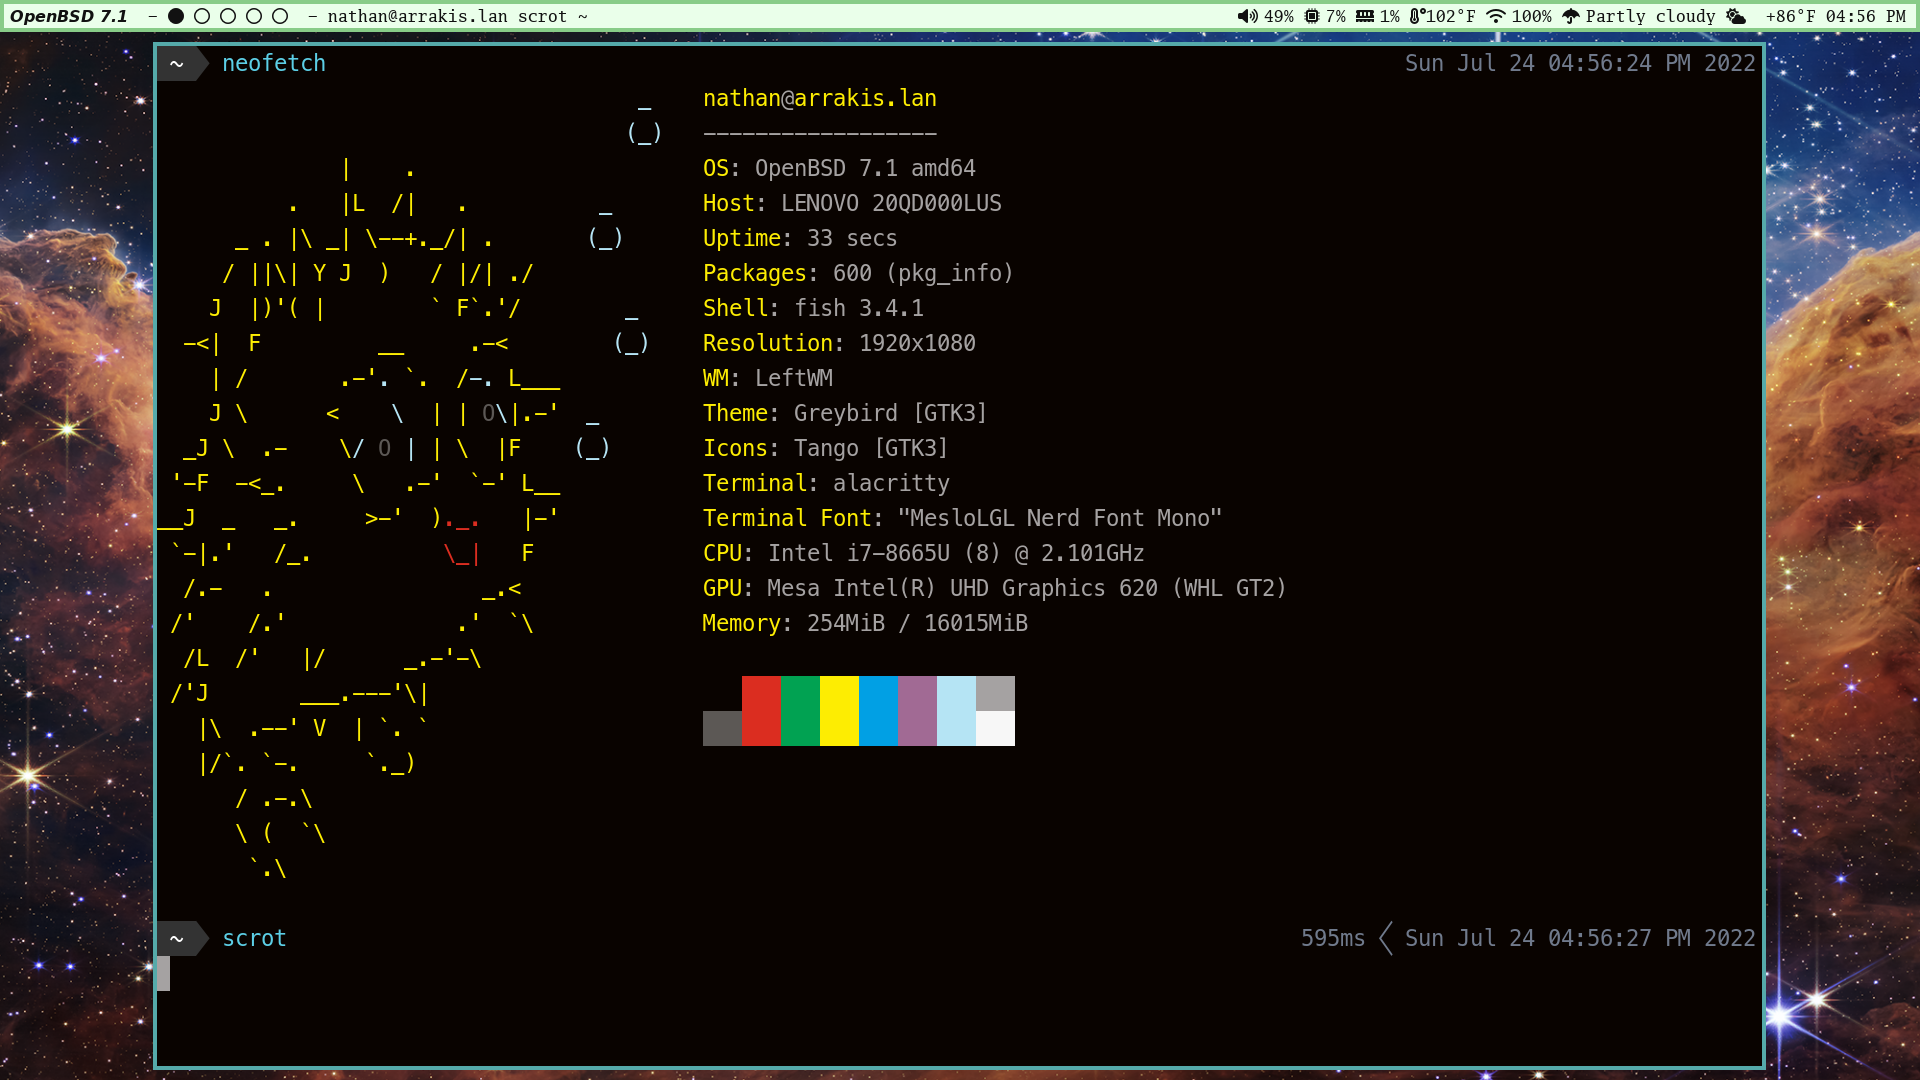 OpenBSD 7.1 − nathan@arrakis.lan scrot ~ 49% 7% 1% 102°F 100% Partly cloudy +86°F 04:56 PM
~ neofetch Sun Jul 24 04:56:24 PM 2022
nathan@arrakis.lan
------------------
OS: OpenBSD 7.1 amd64
Host: LENOVO 20QD000LUS
Uptime: 33 secs
Packages: 600 (pkg_info)
Shell: fish 3.4.1
Resolution: 1920x1080
WM: LeftWM
Theme: Greybird [GTK3]
Icons: Tango [GTK3]
Terminal: alacritty
Terminal Font: "MesloLGL Nerd Font Mono"
CPU: Intel i7-8665U (8) @ 2.101GHz
GPU: Mesa Intel(R) UHD Graphics 620 (WHL GT2)
Memory: 254MiB / 16015MiB
~ scrot 595ms Sun Jul 24 04:56:27 PM 2022